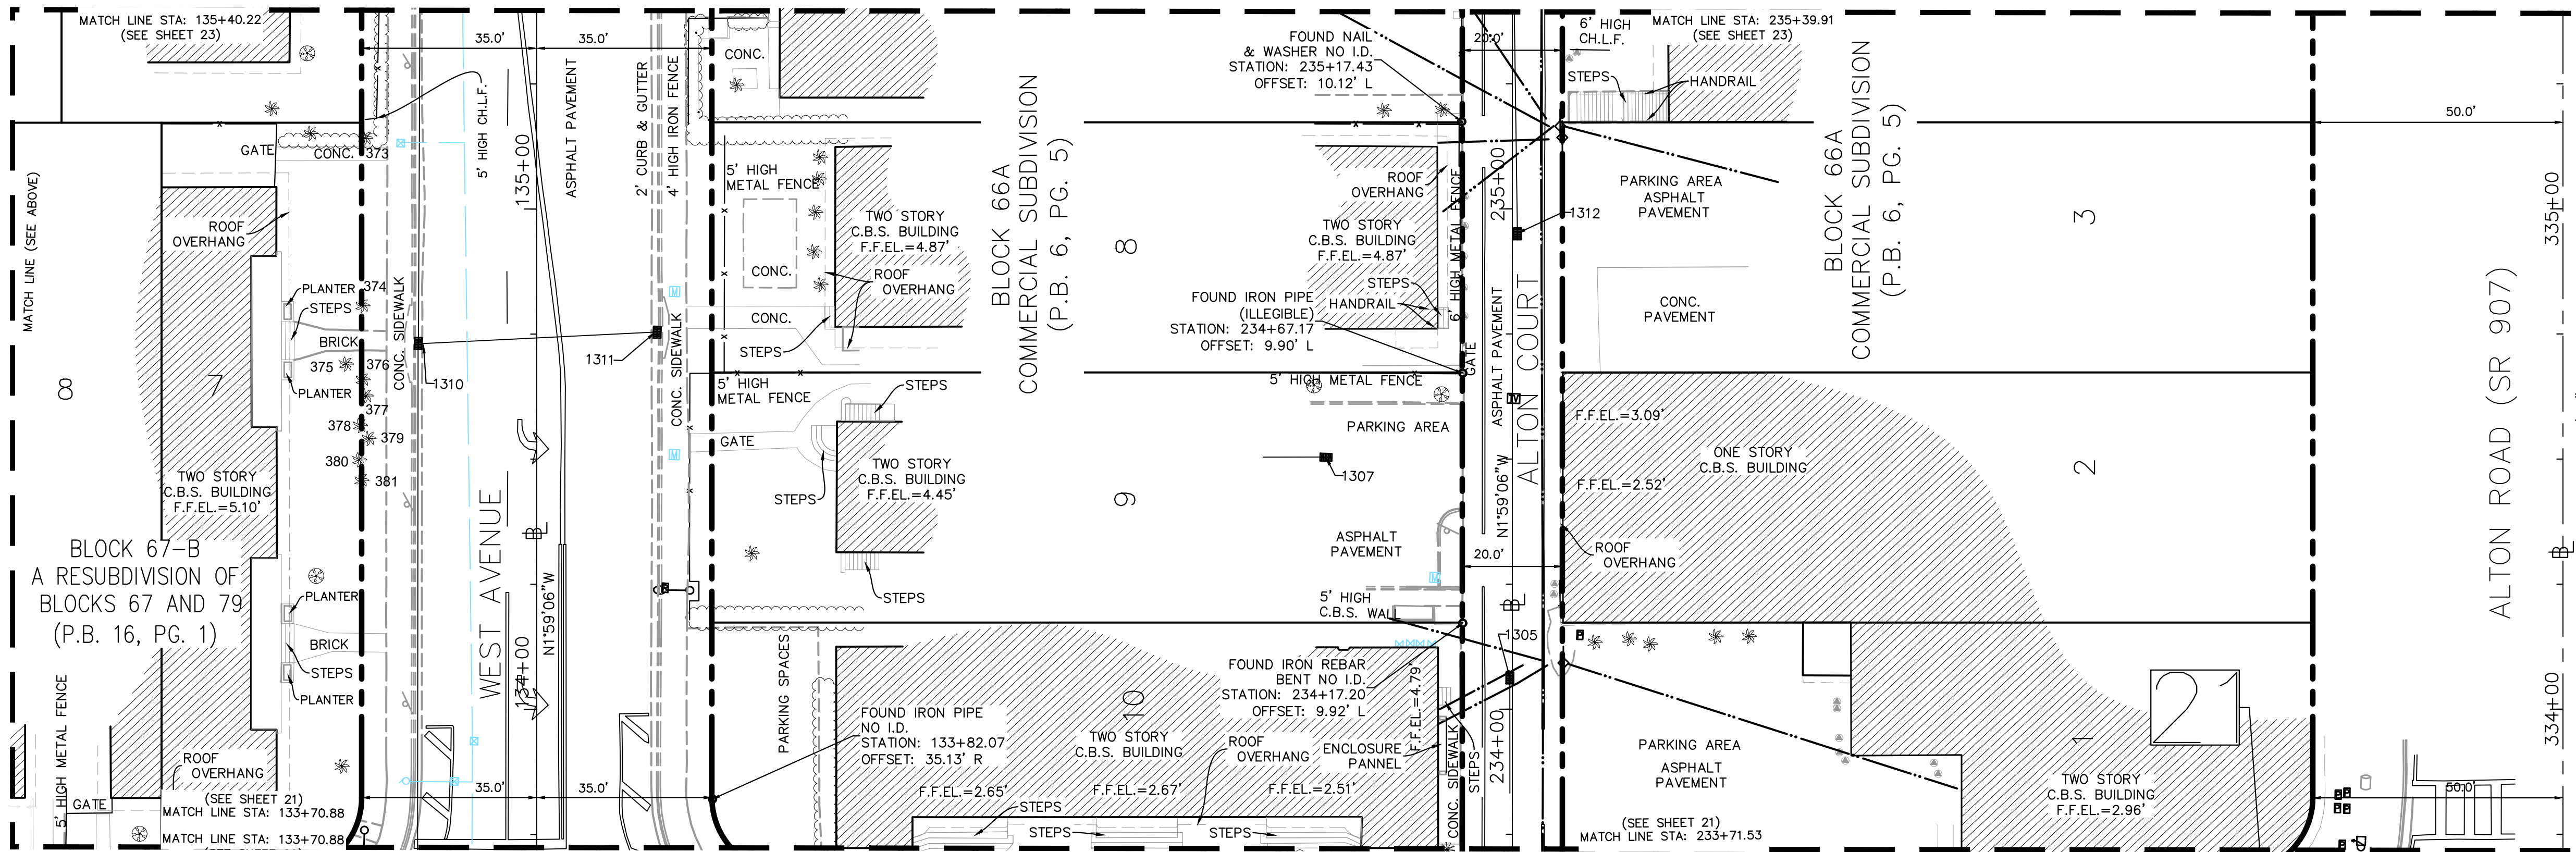 MATCH LINE STA: 135+40.22
(SEE SHEET 23)
35.0'
35.0'
5' HIGH CH.L.F.
135+00
ASPHALT PAVEMENT
2' CURB & GUTTER
4' HIGH IRON FENCE
CONC.
FOUND NAIL
& WASHER NO I.D.
STATION: 235+17.43
OFFSET: 10.12' L
20.0'
6' HIGH
CH.L.F.
MATCH LINE STA: 235+39.91
(SEE SHEET 23)
STEPS
HANDRAIL
BLOCK 66A
COMMERCIAL SUBDIVISION
(P.B. 6, PG. 5)
50.0'
MATCH LINE (SEE ABOVE)
GATE
CONC.
373
ROOF
OVERHANG
PLANTER
374
STEPS
BRICK
375
376
PLANTER
377
378
379
380
381
CONC. SIDEWALK
1310
1311
CONC. SIDEWALK
8
7
TWO STORY
C.B.S. BUILDING
F.F.EL.=5.10'
BLOCK 67-B
A RESUBDIVISION OF
BLOCKS 67 AND 79
(P.B. 16, PG. 1)
PLANTER
BRICK
STEPS
PLANTER
5' HIGH METAL FENCE
GATE
ROOF
OVERHANG
(SEE SHEET 21)
MATCH LINE STA: 133+70.88
MATCH LINE STA: 133+70.88
WEST AVENUE
134+00
N1°59'06"W
BL
35.0'
35.0'
5' HIGH
METAL FENCE
TWO STORY
C.B.S. BUILDING
F.F.EL.=4.87'
CONC.
ROOF
OVERHANG
CONC.
STEPS
5' HIGH
METAL FENCE
STEPS
GATE
TWO STORY
C.B.S. BUILDING
F.F.EL.=4.45'
STEPS
STEPS
PARKING SPACES
BLOCK 66A
COMMERCIAL SUBDIVISION
(P.B. 6, PG. 5)
8
9
10
ROOF
OVERHANG
TWO STORY
C.B.S. BUILDING
F.F.EL.=4.87'
STEPS
HANDRAIL
FOUND IRON PIPE
(ILLEGIBLE)
STATION: 234+67.17
OFFSET: 9.90' L
6' HIGH METAL FENCE
GATE
5' HIGH METAL FENCE
PARKING AREA
1307
ASPHALT
PAVEMENT
5' HIGH
C.B.S. WALL
FOUND IRON REBAR
BENT NO I.D.
STATION: 234+17.20
OFFSET: 9.92' L
FOUND IRON PIPE
NO I.D.
STATION: 133+82.07
OFFSET: 35.13' R
TWO STORY
C.B.S. BUILDING
ROOF
OVERHANG
ENCLOSURE
PANNEL
F.F.EL.=4.79'
F.F.EL.=2.65'
F.F.EL.=2.67'
F.F.EL.=2.51'
STEPS
STEPS
STEPS
CONC. SIDEWALK
STEPS
235+00
ASPHALT PAVEMENT
ALTON COURT
N1°59'06"W
20.0'
BL
1305
234+00
1312
PARKING AREA
ASPHALT
PAVEMENT
CONC.
PAVEMENT
F.F.EL.=3.09'
ONE STORY
C.B.S. BUILDING
F.F.EL.=2.52'
ROOF
OVERHANG
PARKING AREA
ASPHALT
PAVEMENT
(SEE SHEET 21)
MATCH LINE STA: 233+71.53
3
2
1
21
TWO STORY
C.B.S. BUILDING
F.F.EL.=2.96'
335+00
ALTON ROAD (SR 907)
BL
334+00
50.0'